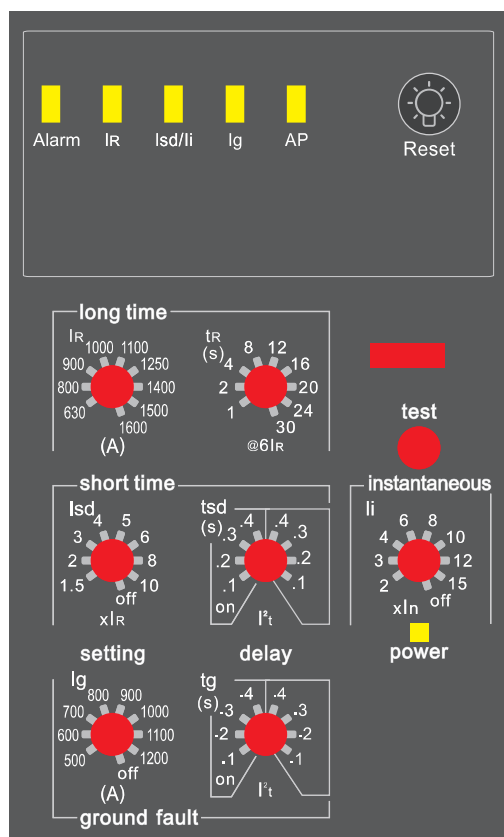 Alarm IR Isd/Ii Ig AP Reset
long time
IR 630 800 900 1000 1100 1250 1400 1500 1600 (A)
tR (s) 1 2 4 8 12 16 20 24 30 @6IR
test
short time
Isd 1.5 2 3 4 5 6 8 10 off xIR
tsd (s) on .1 .2 .3 .4 .4 .3 .2 .1 I²t
instantaneous
Ii 2 3 4 6 8 10 12 15 off xIn
power
setting delay
Ig 500 600 700 800 900 1000 1100 1200 off (A)
tg (s) on .1 .2 .3 .4 .4 .3 .2 .1 I²t
ground fault